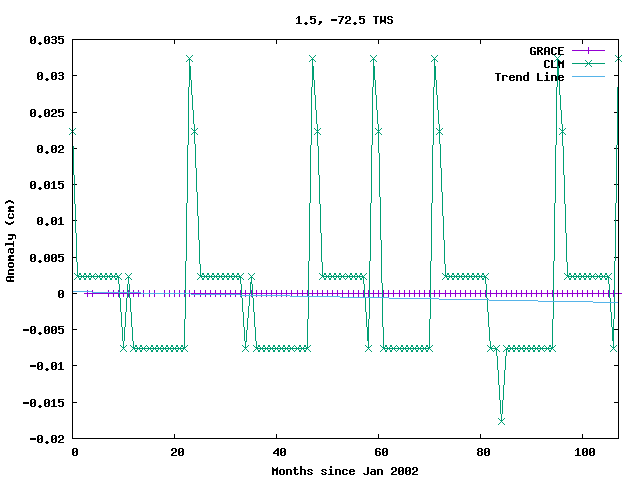 1.5, -72.5 TWS
0.035
0.03
0.025
0.02
0.015
0.01
0.005
0
-0.005
-0.01
-0.015
-0.02
Anomaly (cm)
GRACE
CLM
Trend Line
0 20 40 60 80 100
Months since Jan 2002